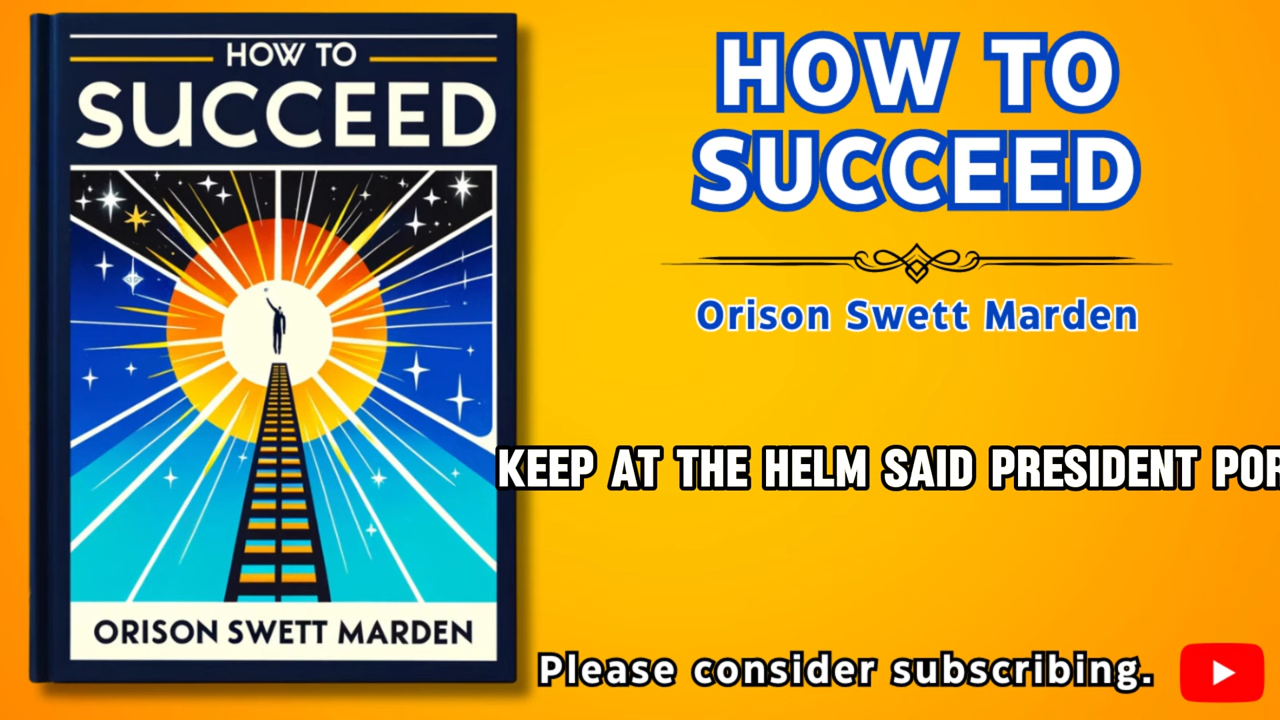 HOW TO
SUCCEED
ORISON SWETT MARDEN
HOW TO
SUCCEED
Orison Swett Marden
KEEP AT THE HELM SAID PRESIDENT
Please consider subscribing.